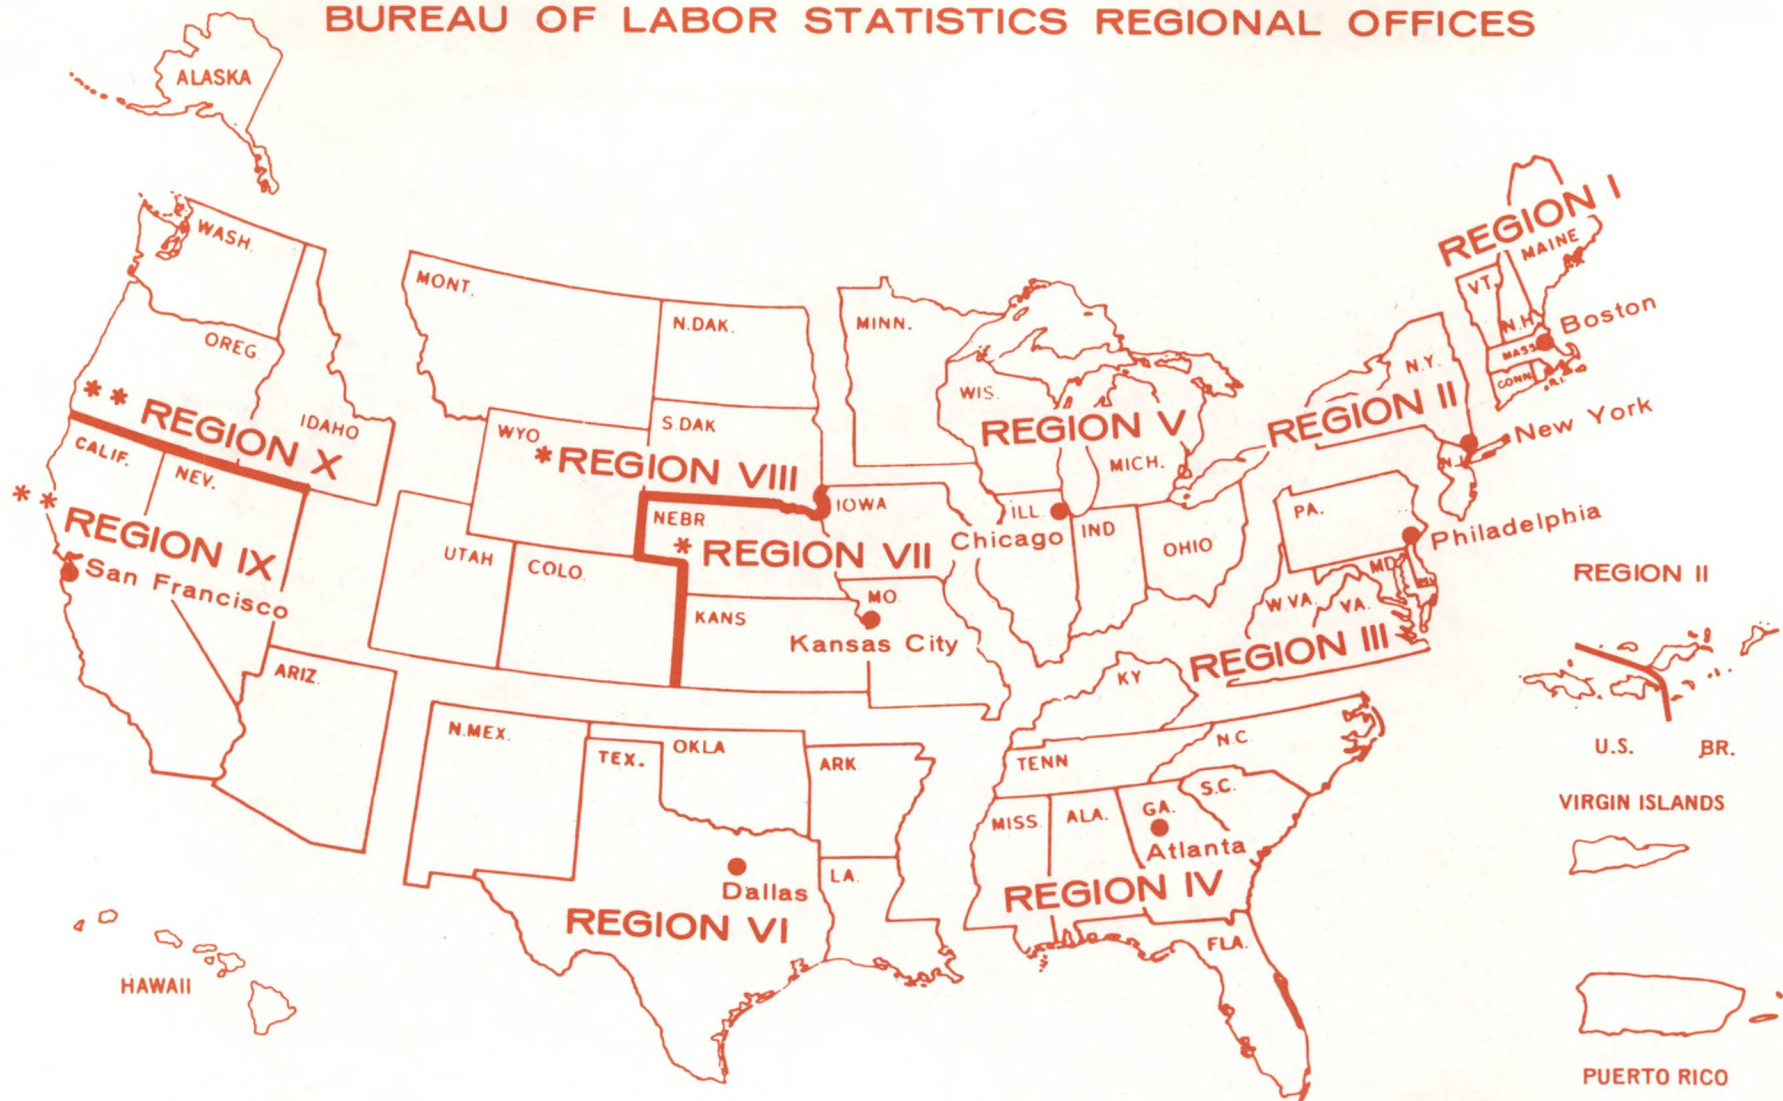 BUREAU OF LABOR STATISTICS REGIONAL OFFICES
ALASKA
WASH.
OREG.
IDAHO
** REGION X
MONT.
N.DAK.
S.DAK
WYO
* REGION VIII
UTAH
COLO.
CALIF.
NEV.
** REGION IX
San Francisco
ARIZ.
HAWAII
NEBR
IOWA
* REGION VII
KANS
MO.
Kansas City
MINN.
WIS.
REGION V
MICH.
ILL.
Chicago
IND
OHIO
REGION I
MAINE
VT.
N.H.
MASS
CONN.
R.I.
Boston
N.Y.
REGION II
New York
N.J.
PA.
Philadelphia
MD
W.VA.
VA.
REGION III
KY
TENN
N.C.
S.C.
MISS.
ALA.
GA.
Atlanta
REGION IV
FLA.
N.MEX.
TEX.
OKLA
ARK.
LA.
Dallas
REGION VI
REGION II
U.S. BR.
VIRGIN ISLANDS
PUERTO RICO